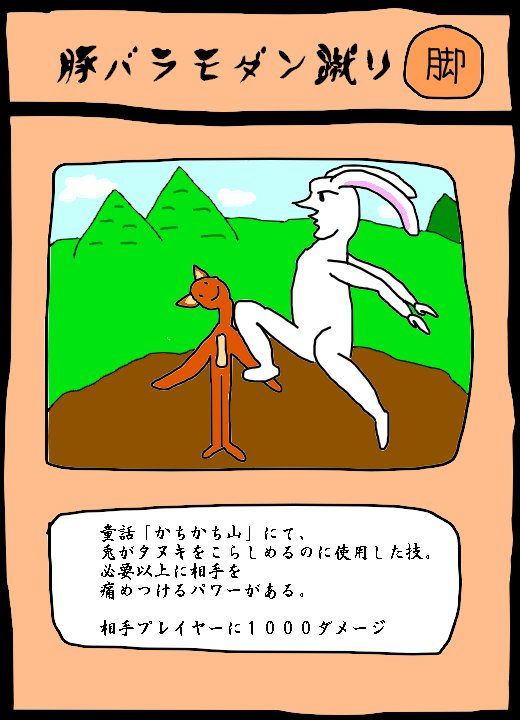 豚バラモダン蹴り
脚
童話「かちかち山」にて、
兎がタヌキをこらしめるのに使用した技。
必要以上に相手を
痛めつけるパワーがある。
相手プレイヤーに１０００ダメージ